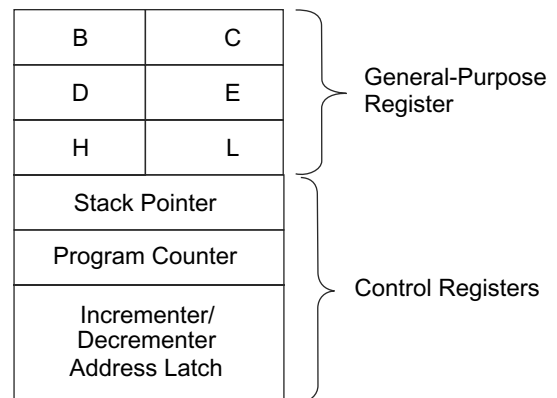 B C
D E
H L
General-Purpose
Register
Stack Pointer
Program Counter
Incrementer/
Decrementer
Address Latch
Control Registers